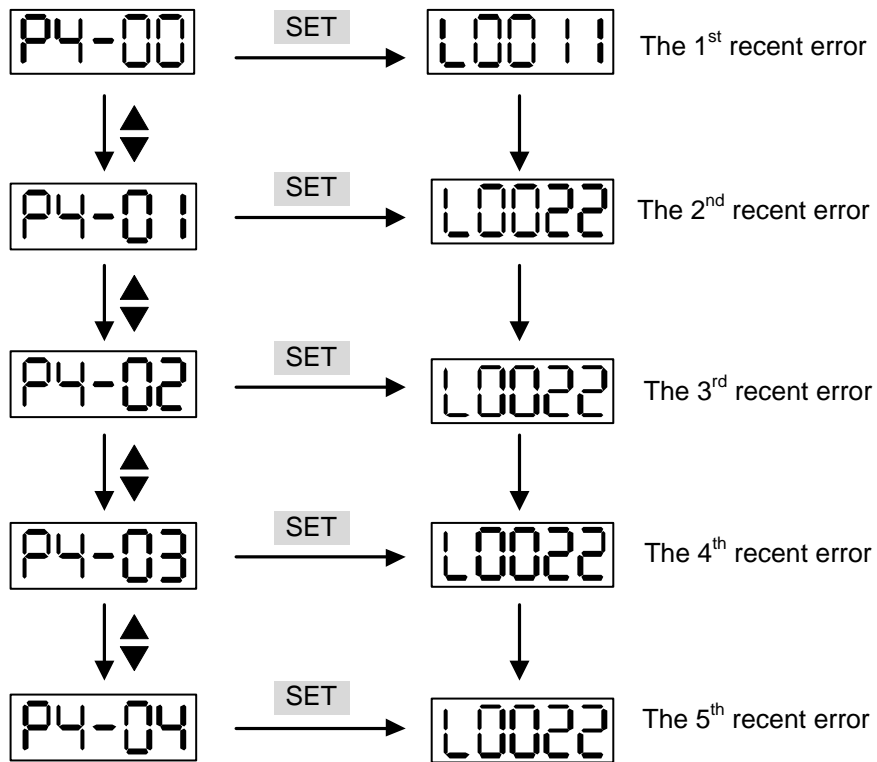 P4-00 SET L0011 The 1st recent error
P4-01 SET L0022 The 2nd recent error
P4-02 SET L0022 The 3rd recent error
P4-03 SET L0022 The 4th recent error
P4-04 SET L0022 The 5th recent error